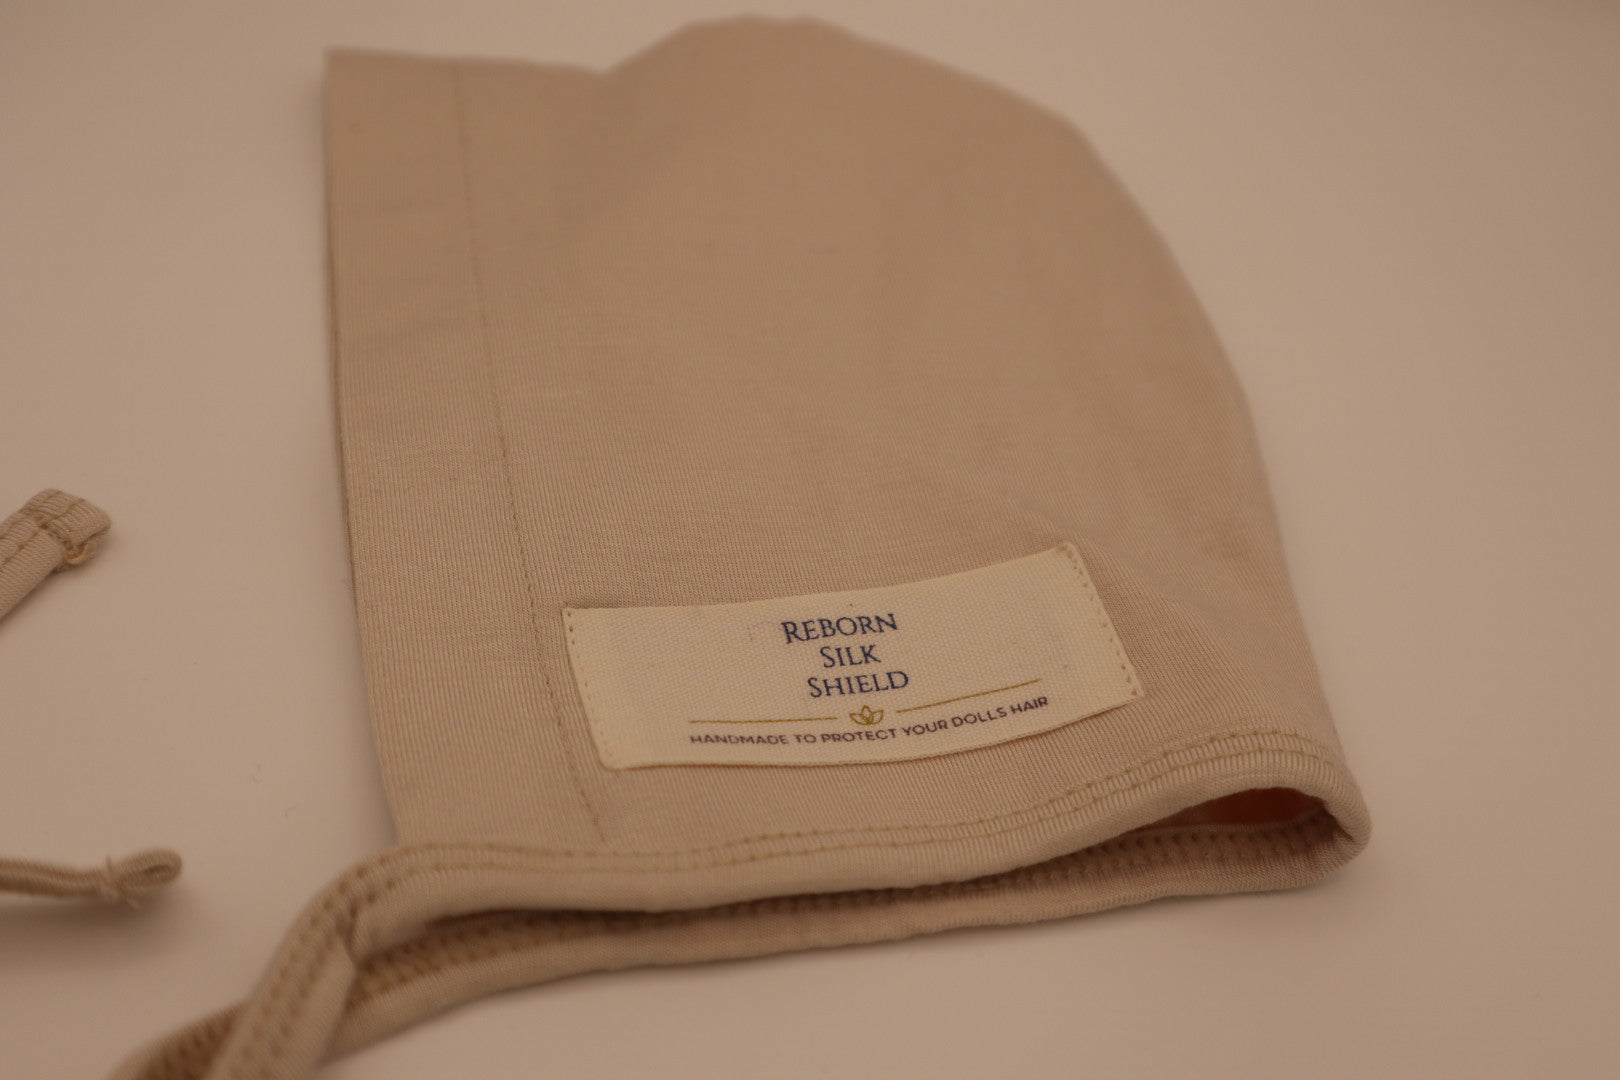 REBORN
SILK
SHIELD
HANDMADE TO PROTECT YOUR DOLLS HAIR